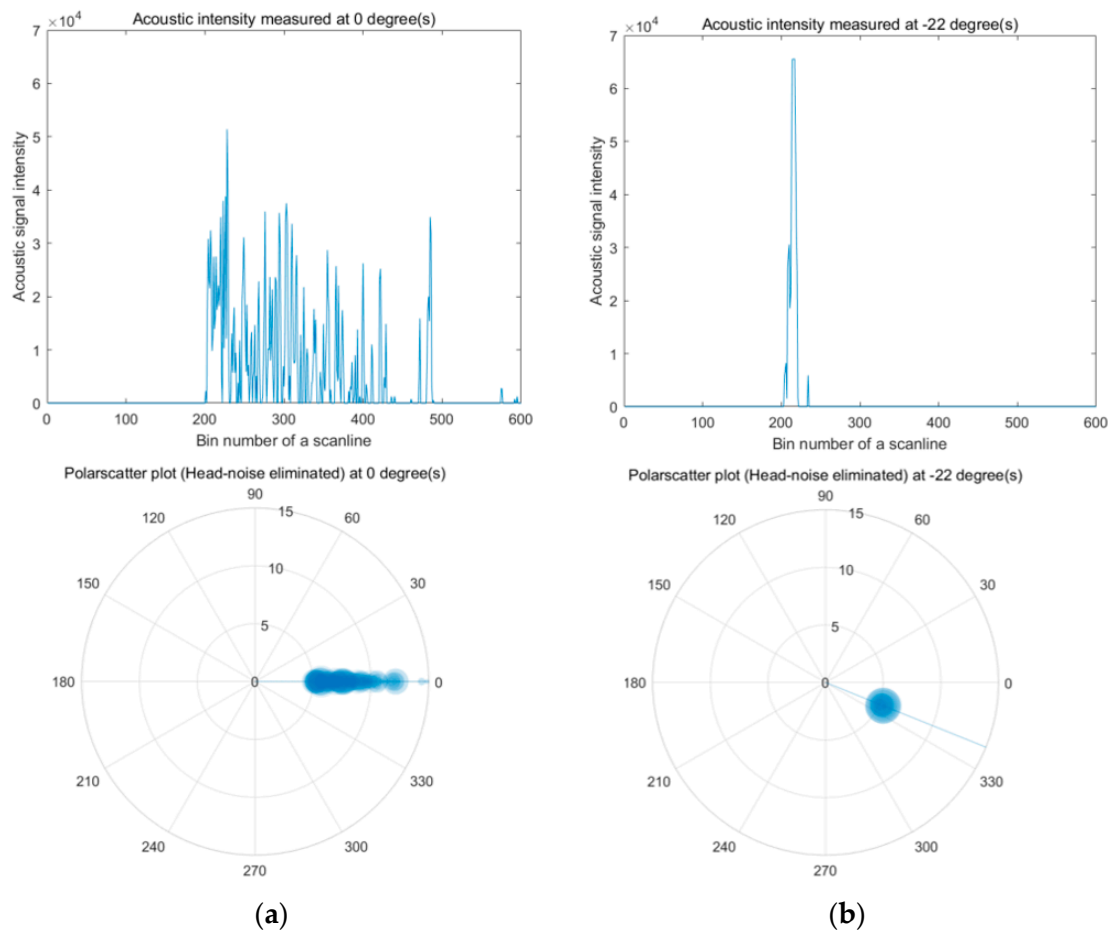 Acoustic intensity measured at 0 degree(s)
×10⁴
7
6
5
4
3
2
1
0
Acoustic signal intensity
0 100 200 300 400 500 600
Bin number of a scanline
Acoustic intensity measured at -22 degree(s)
×10⁴
7
6
5
4
3
2
1
0
Acoustic signal intensity
0 100 200 300 400 500 600
Bin number of a scanline
Polarscatter plot (Head-noise eliminated) at 0 degree(s)
90
120 15 60
150 10 30
5
180 0 0
210 330
240 300
270
Polarscatter plot (Head-noise eliminated) at -22 degree(s)
90
120 15 60
150 10 30
5
180 0 0
210 330
240 300
270
(a) (b)